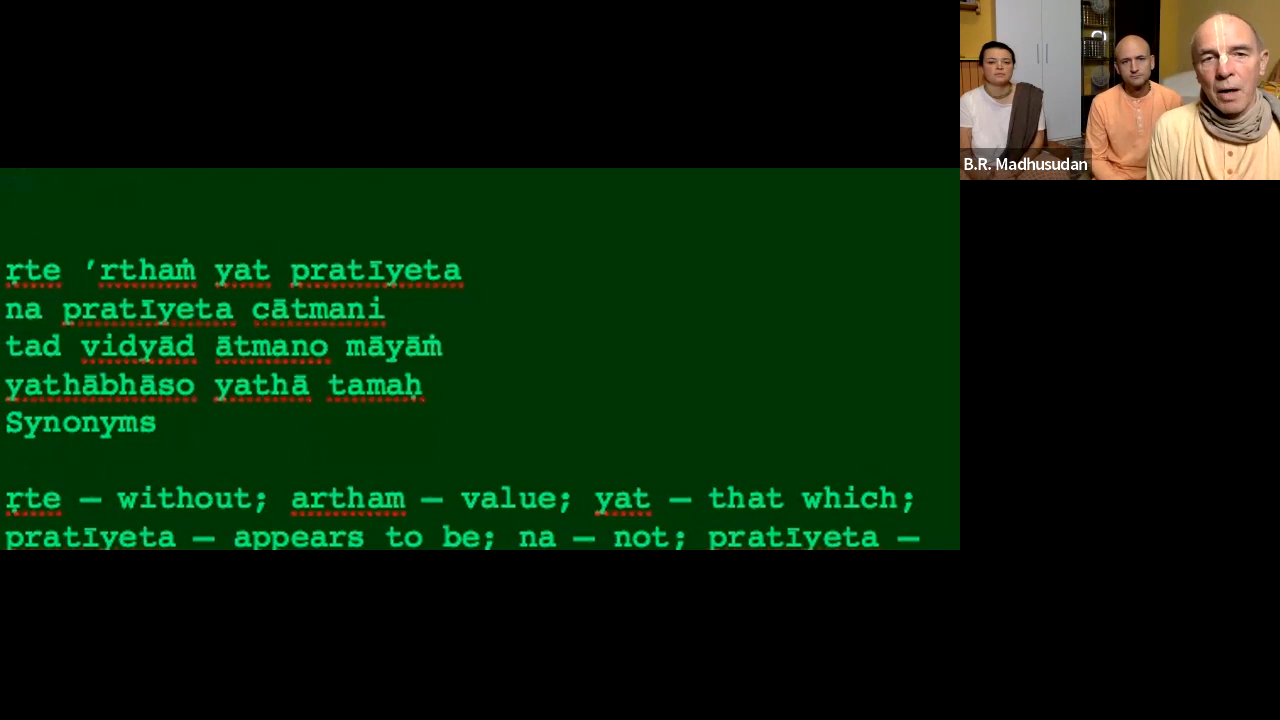 ṛte ’rthaṁ yat pratīyeta
na pratīyeta cātmani
tad vidyād ātmano māyāṁ
yathābhāso yathā tamaḥ
Synonyms
ṛte — without; artham — value; yat — that which;
pratīyeta — appears to be; na — not; pratīyeta —
B.R. Madhusudan